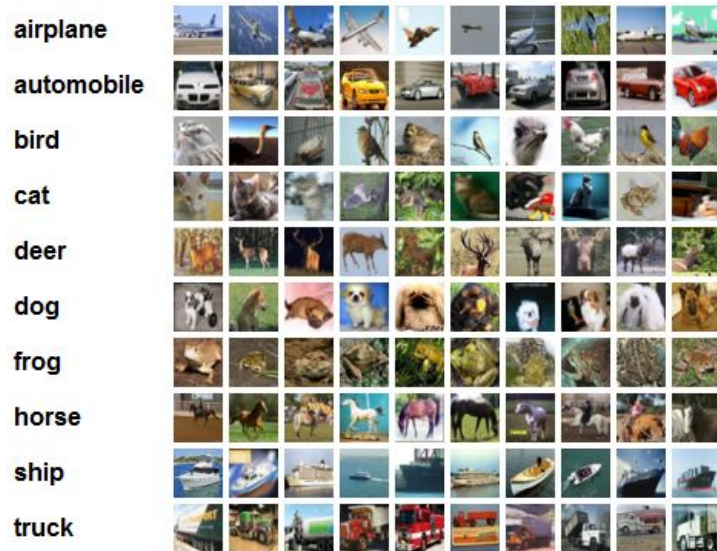 airplane
automobile
bird
cat
deer
dog
frog
horse
ship
truck